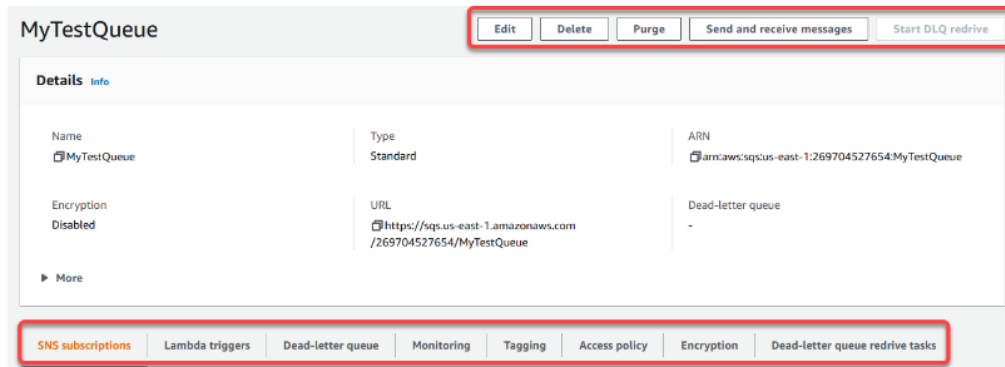 MyTestQueue
Edit Delete Purge Send and receive messages Start DLQ redrive
Details Info
Name Type ARN
MyTestQueue Standard arn:aws:sqs:us-east-1:269704527654:MyTestQueue
Encryption URL Dead-letter queue
Disabled https://sqs.us-east-1.amazonaws.com -
/269704527654/MyTestQueue
More
SNS subscriptions Lambda triggers Dead-letter queue Monitoring Tagging Access policy Encryption Dead-letter queue redrive tasks